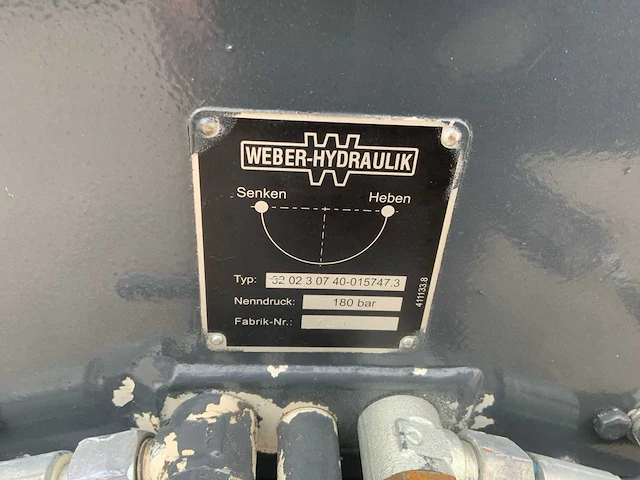 WEBER-HYDRAULIK
Senken Heben
Typ: 32 02 3 07 40-015747.3
Nenndruck: 180 bar
Fabrik-Nr.:
411133.8